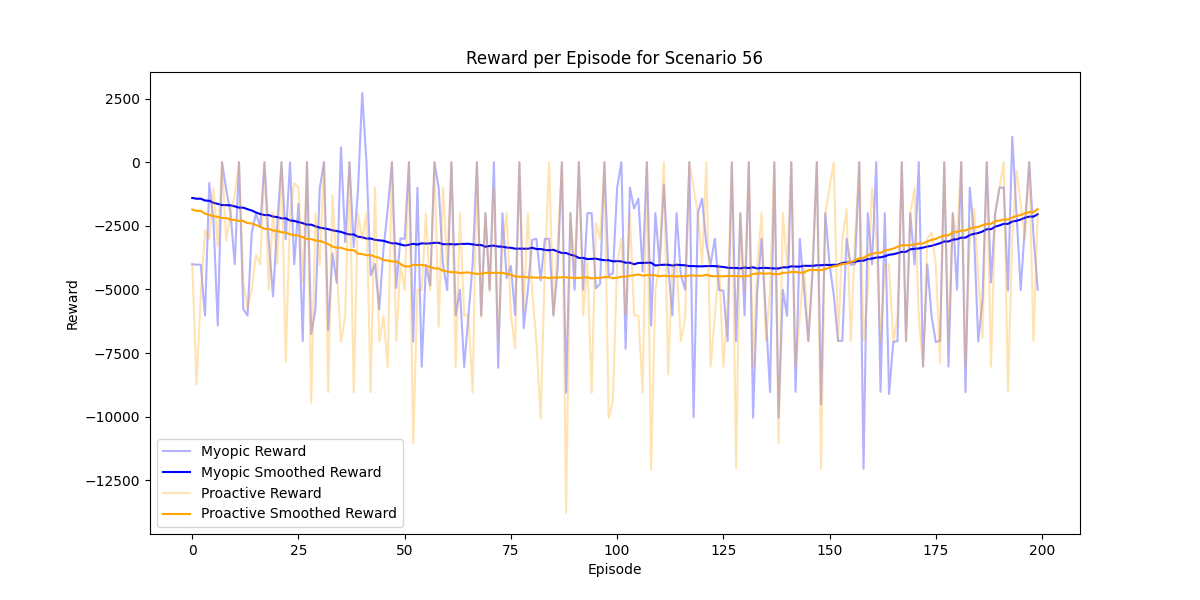 Reward per Episode for Scenario 56
2500
0
−2500
−5000
−7500
−10000
−12500
Reward
Myopic Reward
Myopic Smoothed Reward
Proactive Reward
Proactive Smoothed Reward
0 25 50 75 100 125 150 175 200
Episode